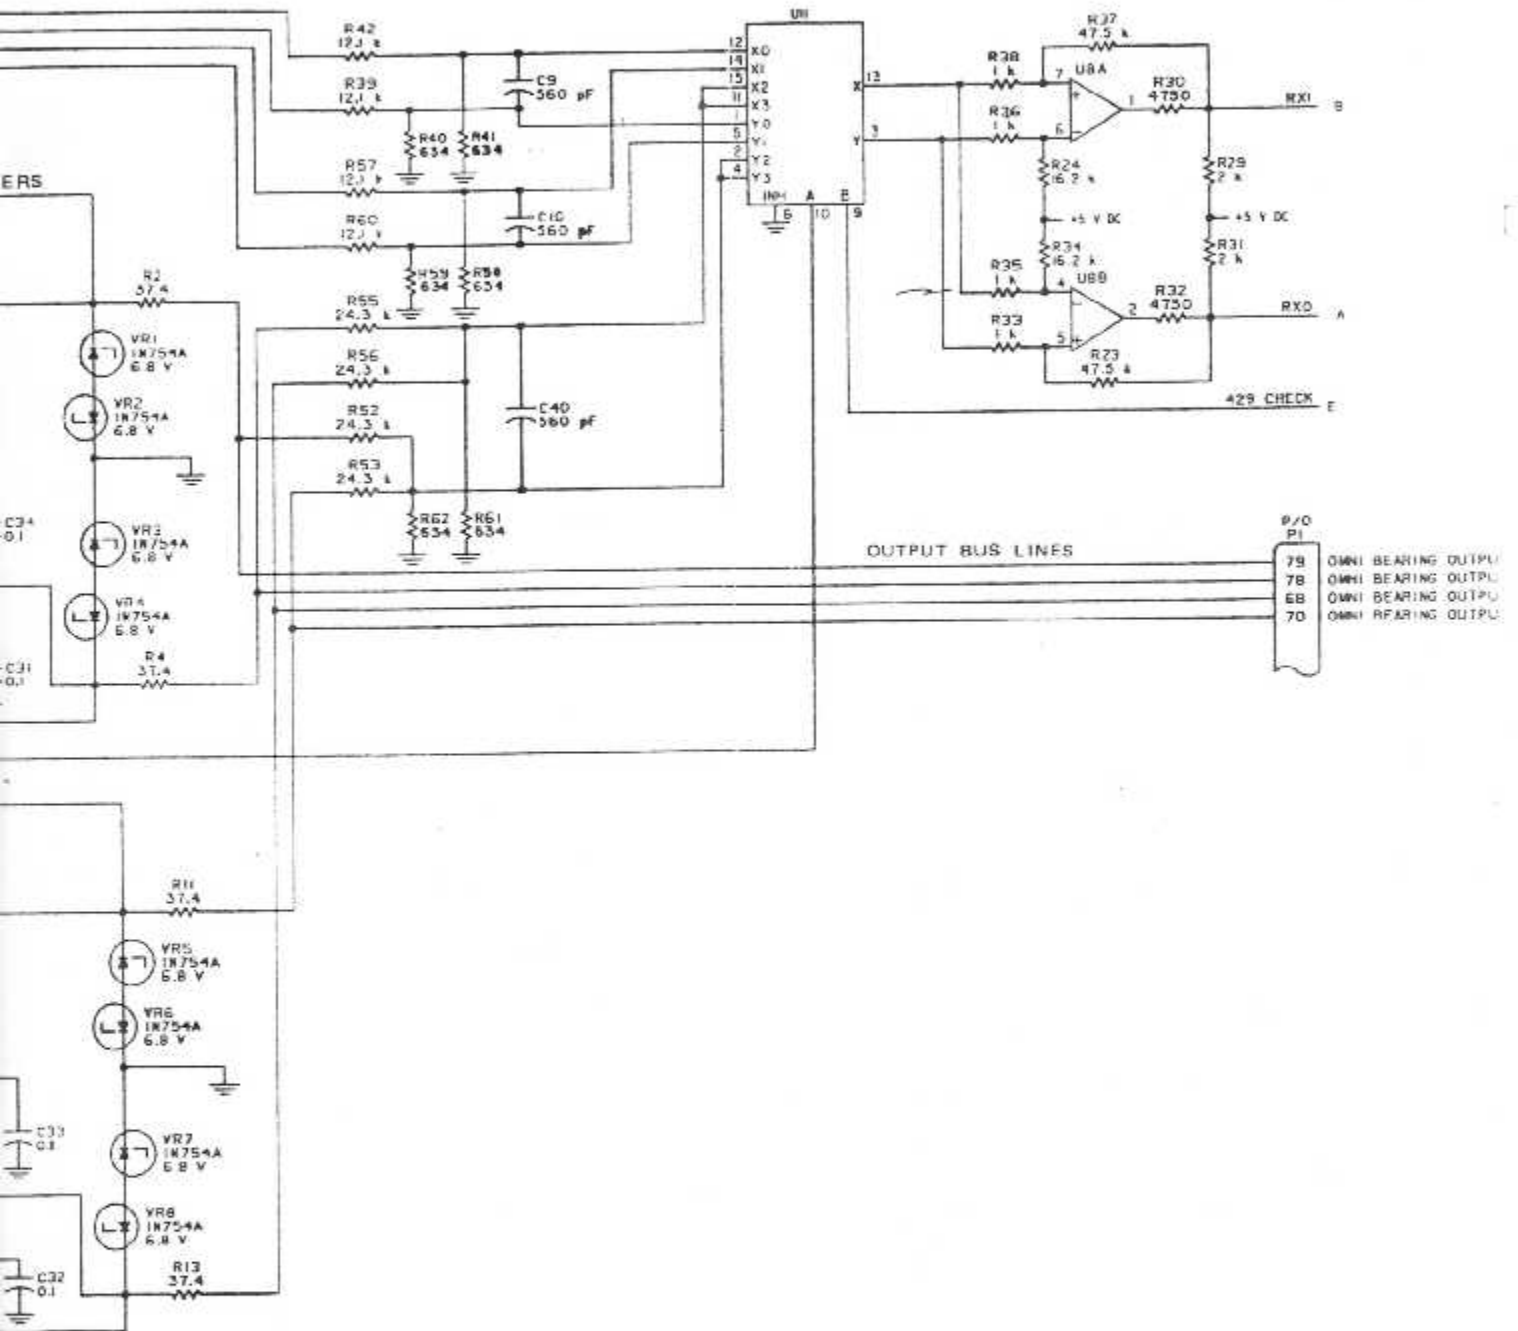 R42
12.1 k
R39
12.1 k
C9
560 pF
R40
634
R41
634
R57
12.1 k
R60
C10
560 pF
R59
634
R58
634
R55
24.3 k
R56
24.3 k
R52
24.3 k
R53
24.3 k
C40
560 pF
R62
634
R61
634
U11
12 X0
14 X1
15 X2
11 X3
1 Y0
5 Y1
2 Y2
4 Y3
X 13
Y 3
INH A B
6 10 9
R37
47.5 k
R38
1 k
U8A
7
+
6
-
1
R30
4750
RX1 B
R36
1 k
R24
16.2 k
R29
2 k
+5 V DC
+5 V DC
R34
16.2 k
R31
2 k
R35
1 k
U8B
4
-
5
+
2
R32
4750
RX0 A
R33
1 k
R23
47.5 k
429 CHECK E
ERS
R2
37.4
VR1
1N754A
6.8 V
VR2
1N754A
6.8 V
C34
0.1
VR3
1N754A
6.8 V
VR4
1N754A
6.8 V
C31
0.1
R4
37.4
OUTPUT BUS LINES
P/O
P1
79 OMNI BEARING OUTPU
78 OMNI BEARING OUTPU
68 OMNI BEARING OUTPU
70 OMNI BEARING OUTPU
R11
37.4
VR5
1N754A
6.8 V
VR6
1N754A
6.8 V
C33
0.1
VR7
1N754A
6.8 V
VR8
1N754A
6.8 V
C32
0.1
R13
37.4